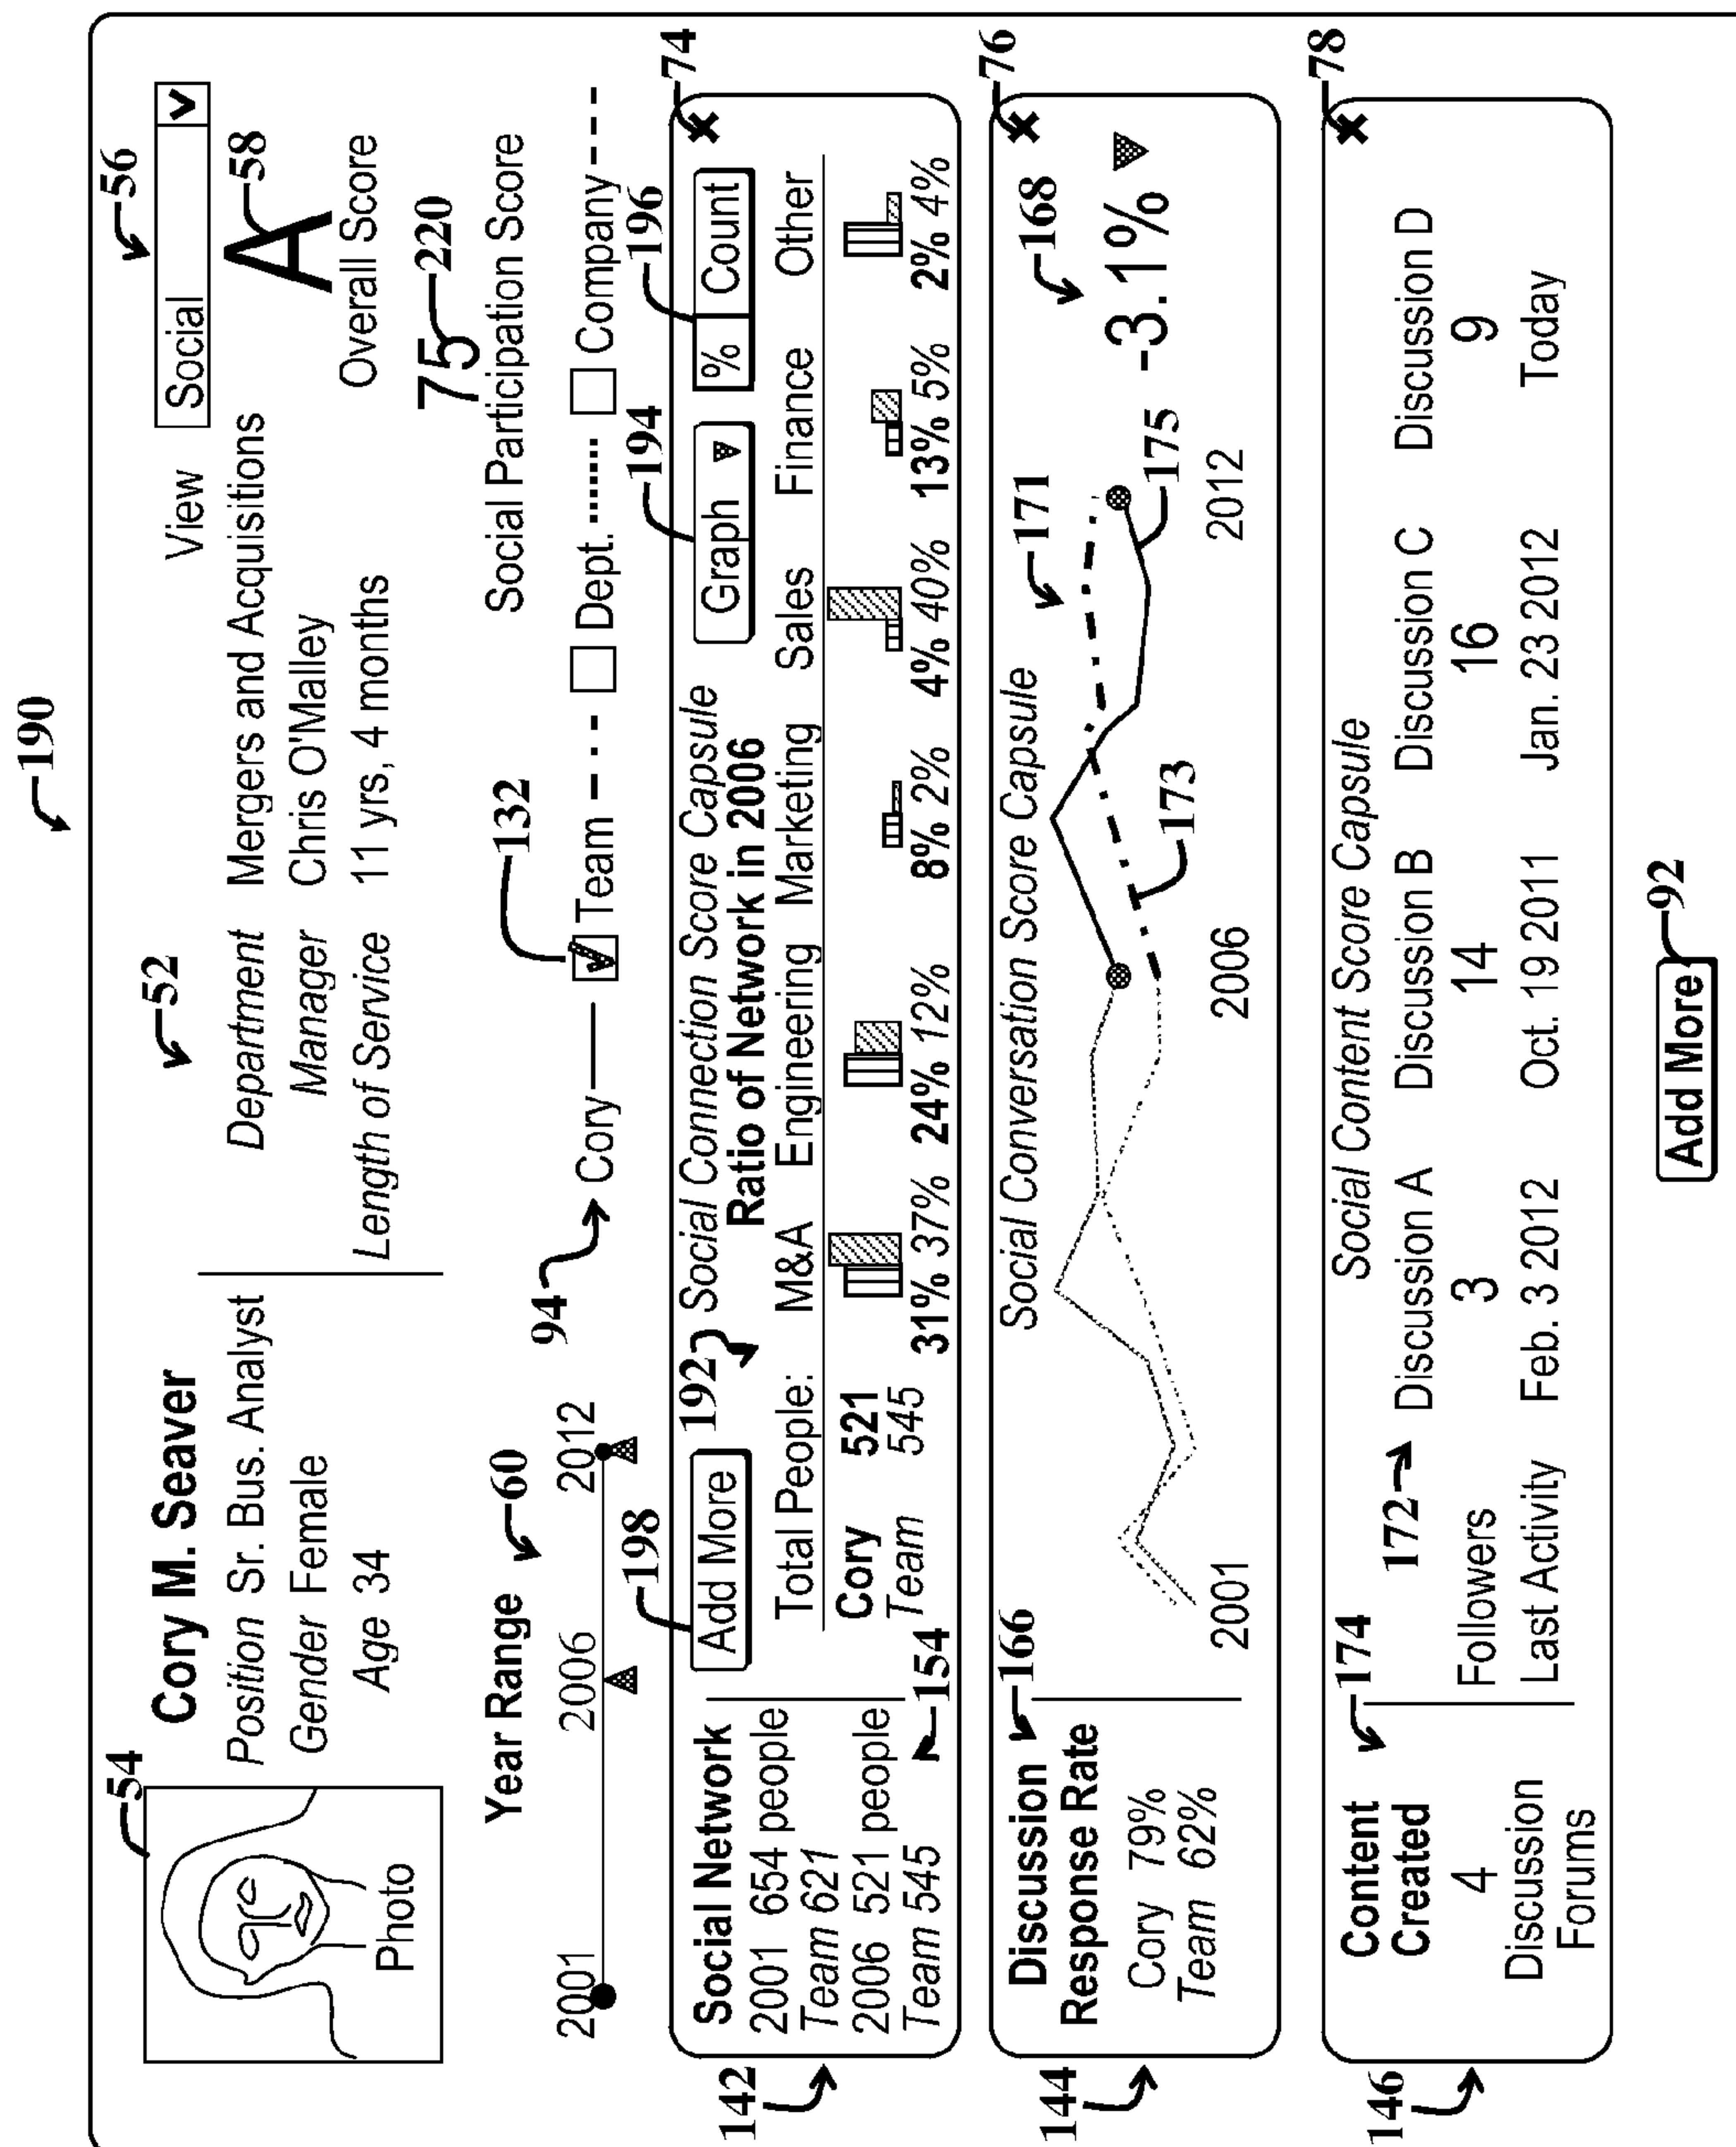 190
54
Photo
Cory M. Seaver
Position Sr. Bus. Analyst
Gender Female
Age 34
52
Department Mergers and Acquisitions
Manager Chris O'Malley
Length of Service 11 yrs, 4 months
View Social
56
A 58
Overall Score
75 220
Social Participation Score
Year Range 60
2001 2006 2012
94 Cory 132 Team Dept. Company
142
Social Network
2001 654 people
Team 621
2006 521 people
Team 545
154
198
Add More
192
Social Connection Score Capsule
Ratio of Network in 2006
194
Graph
196
% Count
74
Total People: M&A Engineering Marketing Sales Finance Other
Cory 521
Team 545
31% 37% 24% 12% 8% 2% 4% 40% 13% 5% 2% 4%
144
Discussion
Response Rate
Cory 79%
Team 62%
166
Social Conversation Score Capsule
171
168
76
-3.1%
173
175
2001 2006 2012
146
Content
Created
4
Discussion
Forums
174
172
Social Content Score Capsule
78
Discussion A Discussion B Discussion C Discussion D
Followers 3 14 16 9
Last Activity Feb. 3 2012 Oct. 19 2011 Jan. 23 2012 Today
Add More 92